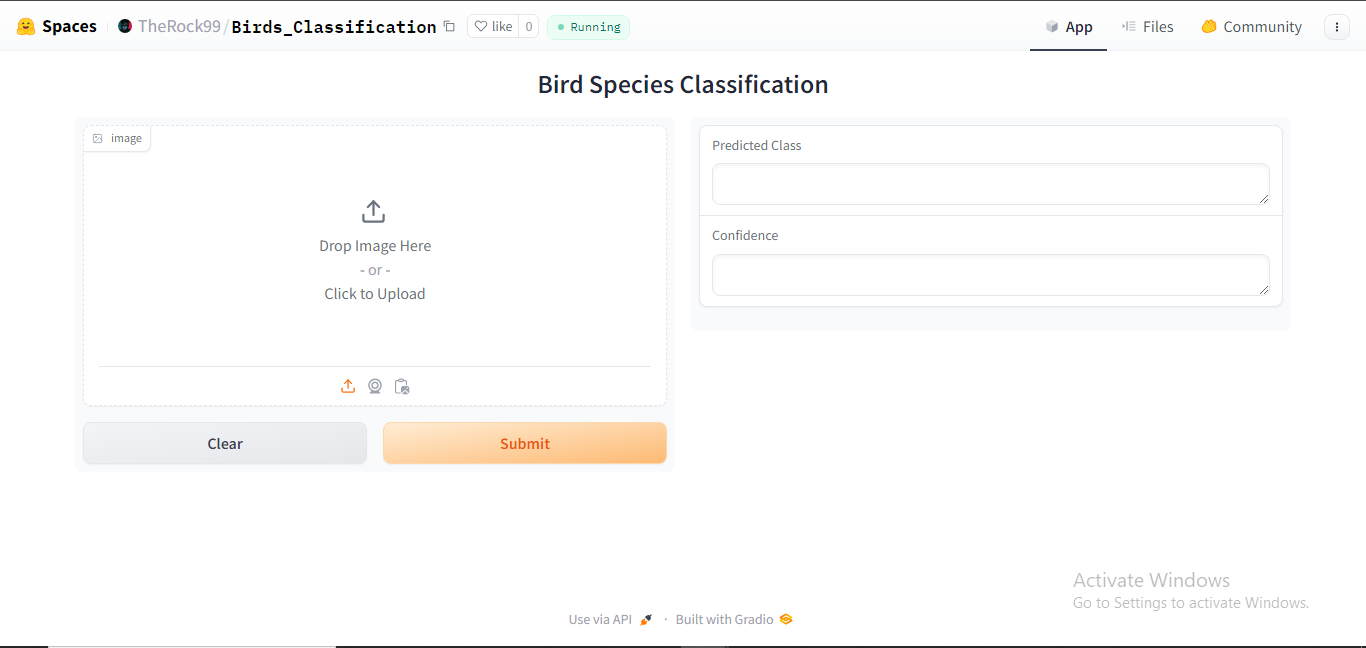 Spaces TheRock99/Birds_Classification like 0 Running App Files Community
Bird Species Classification
image
Drop Image Here
- or -
Click to Upload
Clear Submit
Predicted Class
Confidence
Activate Windows
Go to Settings to activate Windows.
Use via API · Built with Gradio